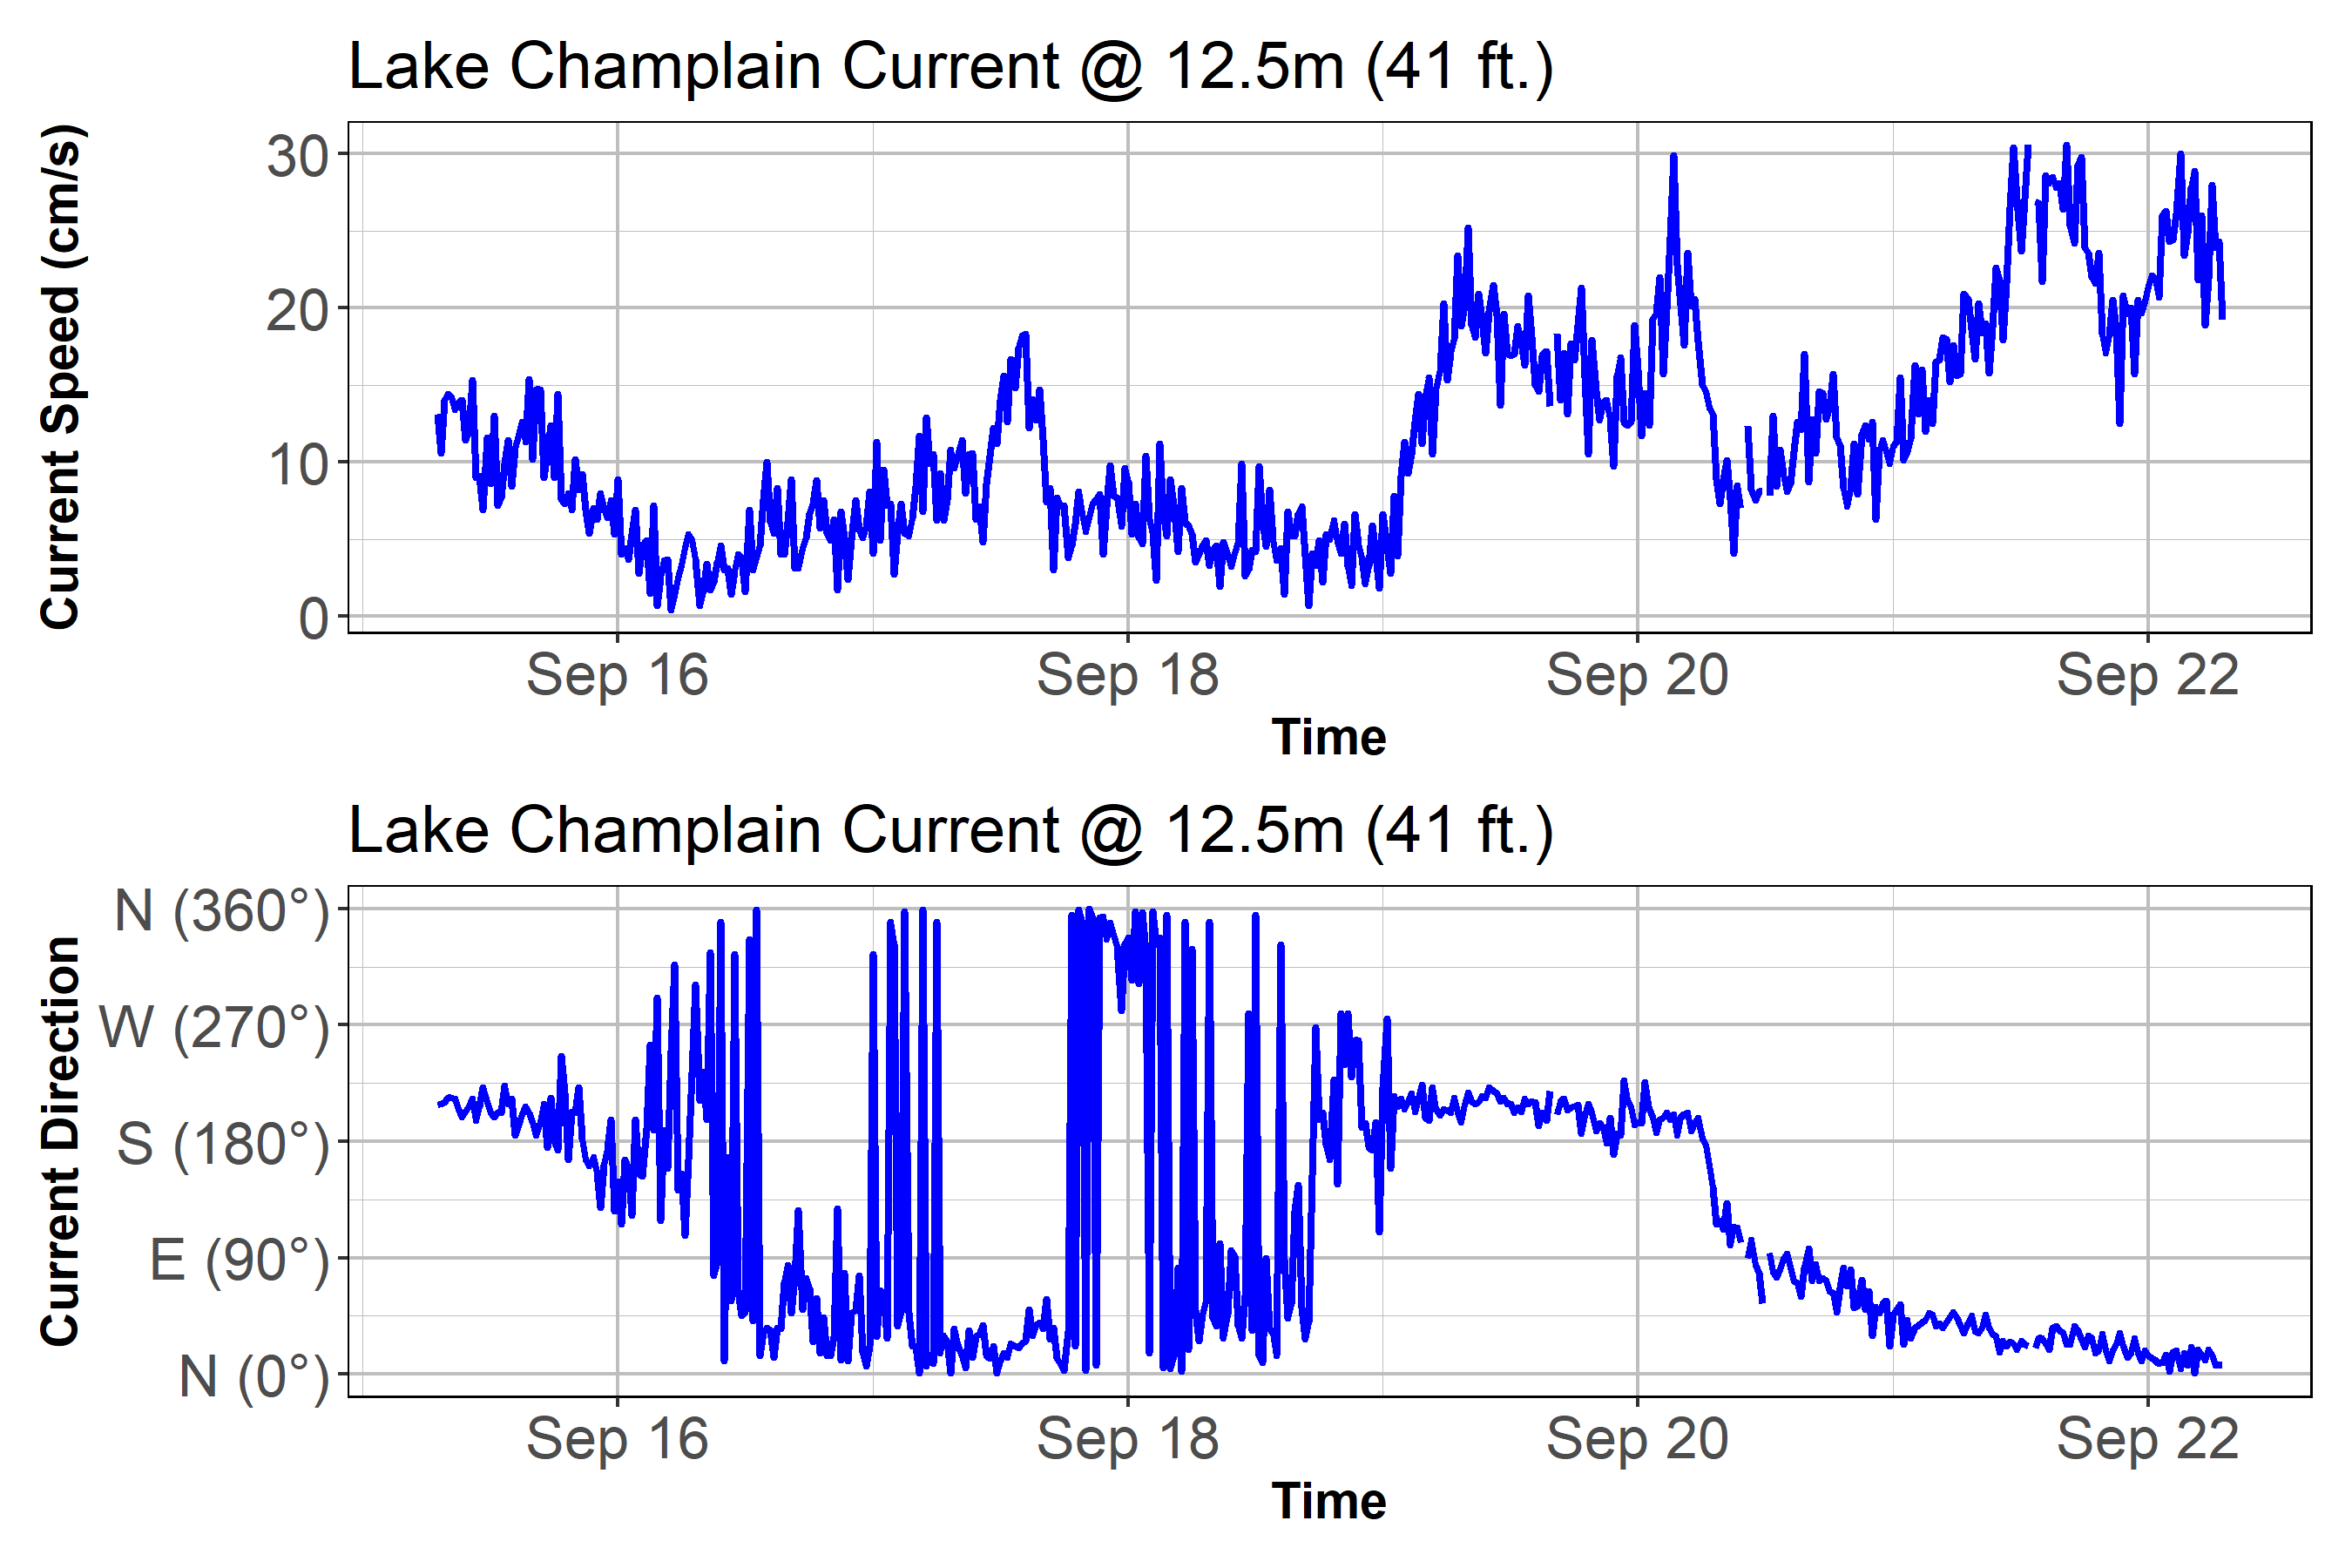 Lake Champlain Current @ 12.5m (41 ft.)
Current Speed (cm/s)
30
20
10
0
Sep 16 Sep 18 Sep 20 Sep 22
Time
Lake Champlain Current @ 12.5m (41 ft.)
Current Direction
N (360°)
W (270°)
S (180°)
E (90°)
N (0°)
Sep 16 Sep 18 Sep 20 Sep 22
Time